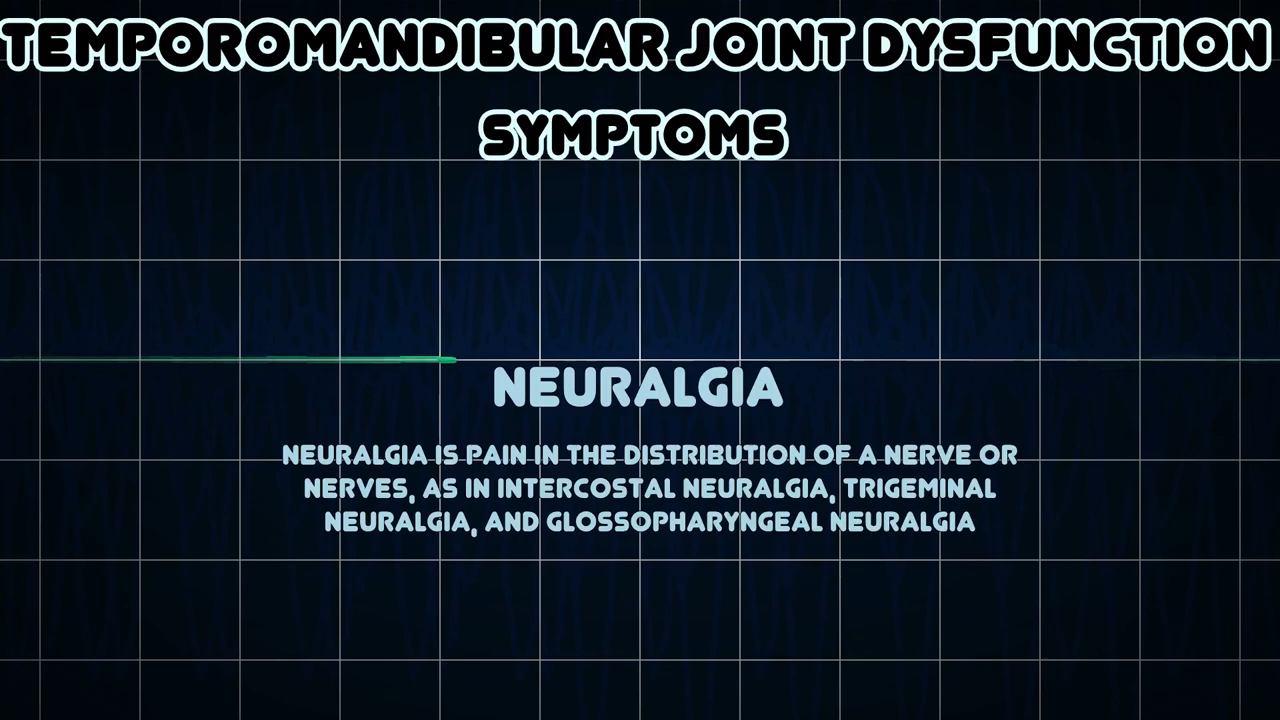 TEMPOROMANDIBULAR JOINT DYSFUNCTION
SYMPTOMS
NEURALGIA
NEURALGIA IS PAIN IN THE DISTRIBUTION OF A NERVE OR
NERVES, AS IN INTERCOSTAL NEURALGIA, TRIGEMINAL
NEURALGIA, AND GLOSSOPHARYNGEAL NEURALGIA